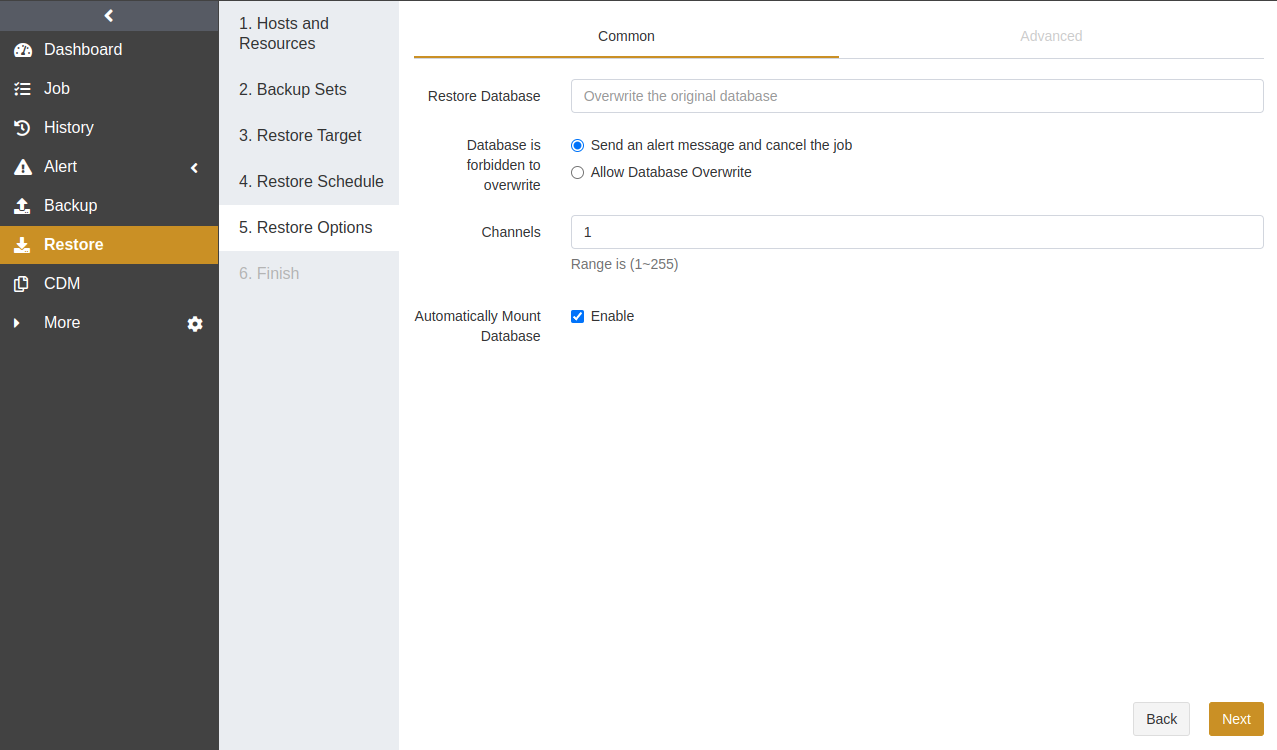 Dashboard
Job
History
Alert
Backup
Restore
CDM
More
1. Hosts and
Resources
2. Backup Sets
3. Restore Target
4. Restore Schedule
5. Restore Options
6. Finish
Common
Advanced
Restore Database
Overwrite the original database
Database is
forbidden to
overwrite
Send an alert message and cancel the job
Allow Database Overwrite
Channels
1
Range is (1~255)
Automatically Mount
Database
Enable
Back
Next